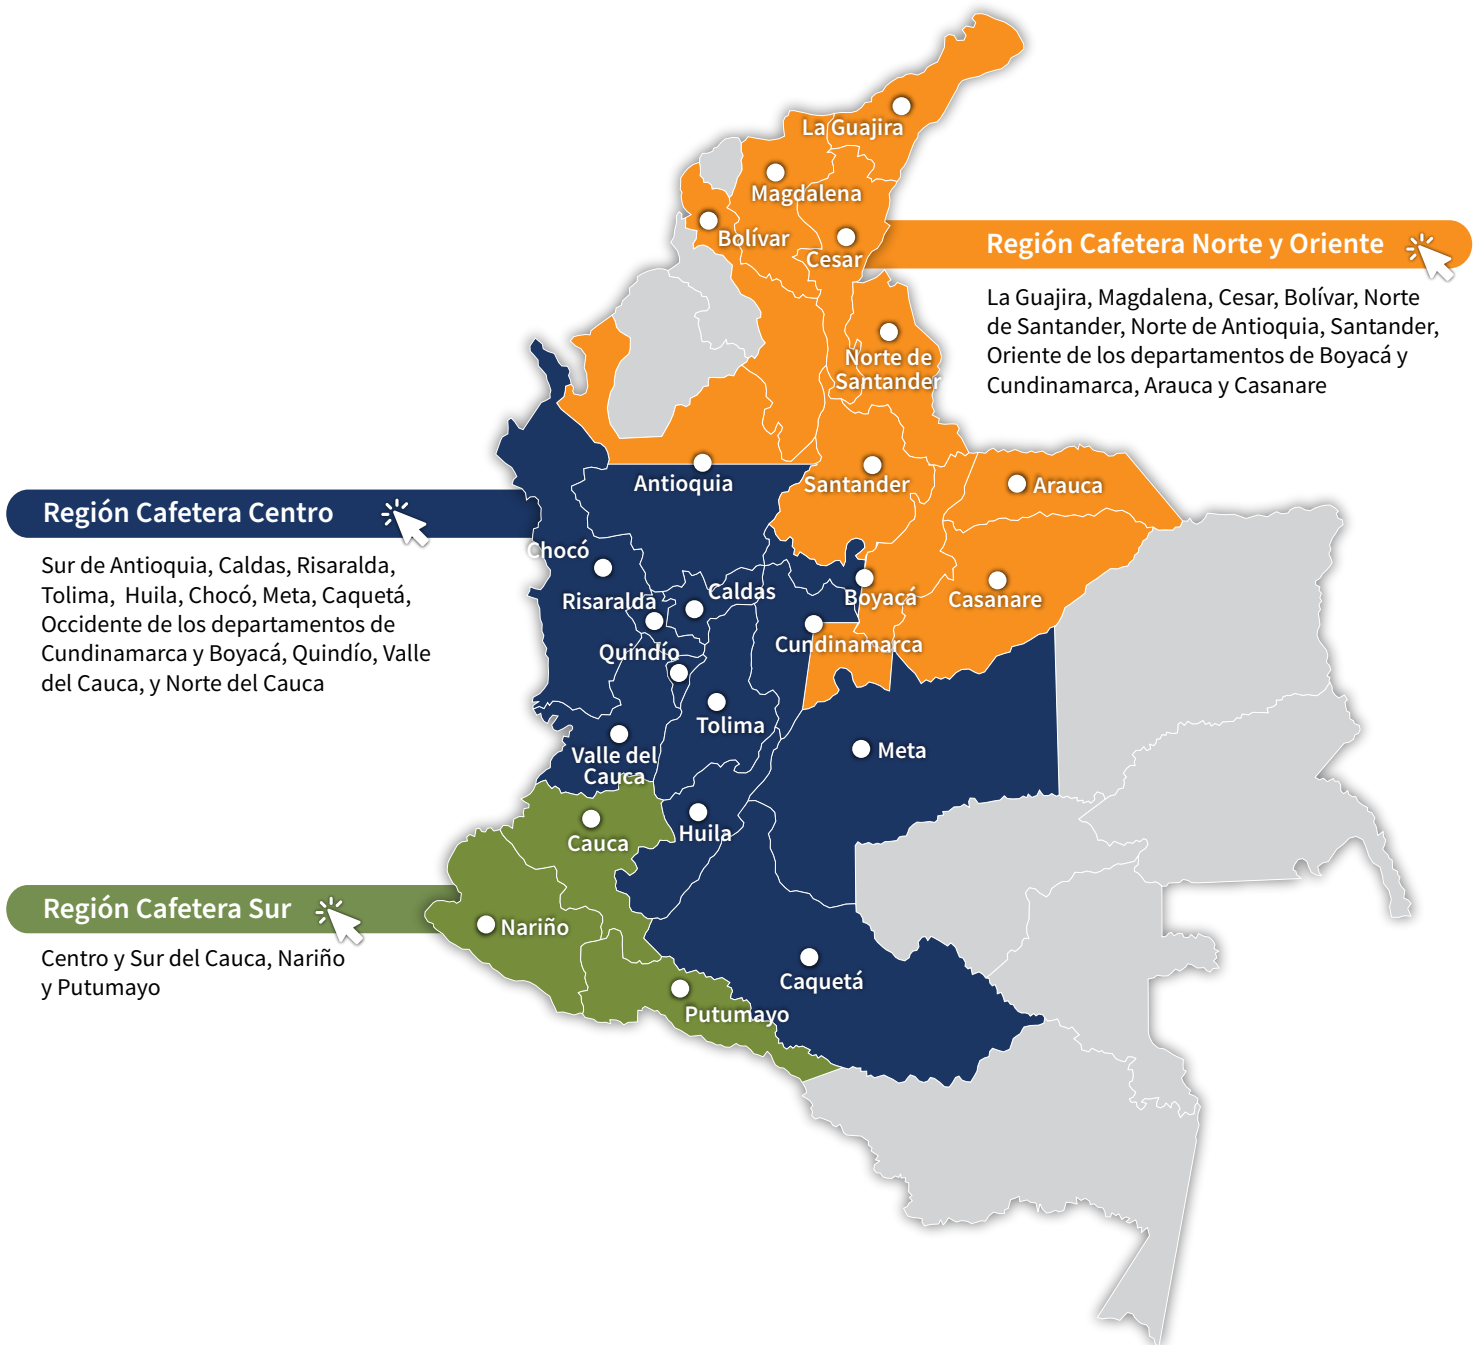 La Guajira
Magdalena
Bolívar
Cesar
Región Cafetera Norte y Oriente
La Guajira, Magdalena, Cesar, Bolívar, Norte
de Santander, Norte de Antioquia, Santander,
Oriente de los departamentos de Boyacá y
Cundinamarca, Arauca y Casanare
Norte de
Santander
Antioquia
Santander
Arauca
Región Cafetera Centro
Sur de Antioquia, Caldas, Risaralda,
Tolima, Huila, Chocó, Meta, Caquetá,
Occidente de los departamentos de
Cundinamarca y Boyacá, Quindío, Valle
del Cauca, y Norte del Cauca
Chocó
Risaralda
Caldas
Boyacá
Casanare
Quindío
Cundinamarca
Tolima
Meta
Valle del
Cauca
Cauca
Huila
Región Cafetera Sur
Centro y Sur del Cauca, Nariño
y Putumayo
Nariño
Caquetá
Putumayo